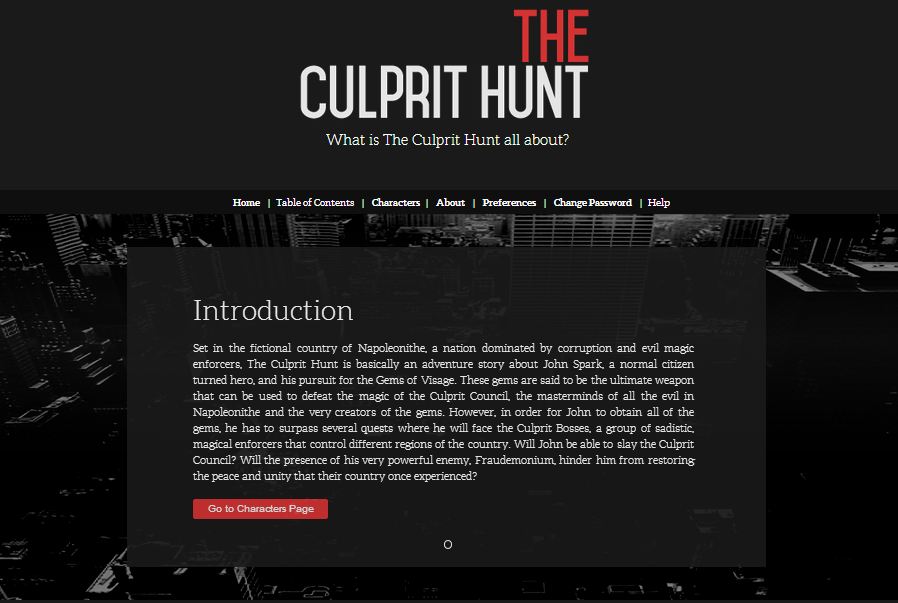 THE
CULPRIT HUNT
What is The Culprit Hunt all about?
Home | Table of Contents | Characters | About | Preferences | Change Password | Help
Introduction
Set in the fictional country of Napoleonithe, a nation dominated by corruption and evil magic
enforcers, The Culprit Hunt is basically an adventure story about John Spark, a normal citizen
turned hero, and his pursuit for the Gems of Visage. These gems are said to be the ultimate weapon
that can be used to defeat the magic of the Culprit Council, the masterminds of all the evil in
Napoleonithe and the very creators of the gems. However, in order for John to obtain all of the
gems, he has to surpass several quests where he will face the Culprit Bosses, a group of sadistic,
magical enforcers that control different regions of the country. Will John be able to slay the Culprit
Council? Will the presence of his very powerful enemy, Fraudemonium, hinder him from restoring
the peace and unity that their country once experienced?
Go to Characters Page